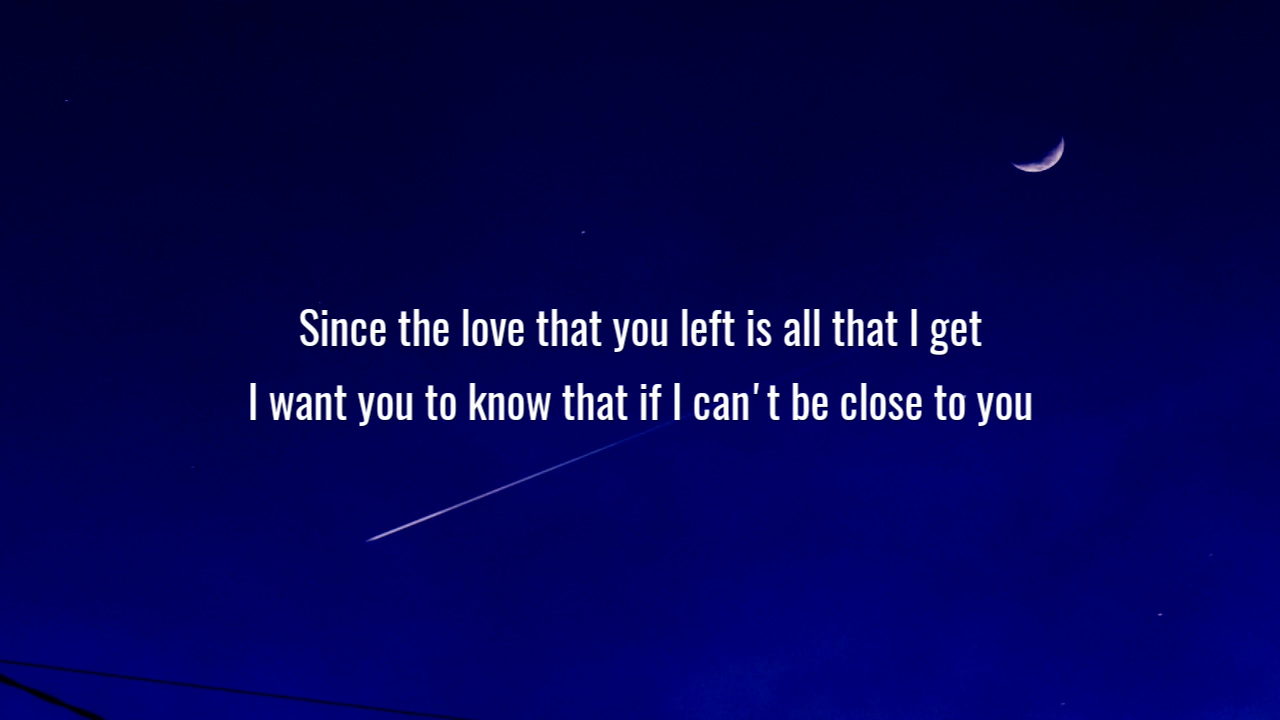 Since the love that you left is all that I get
I want you to know that if I can't be close to you